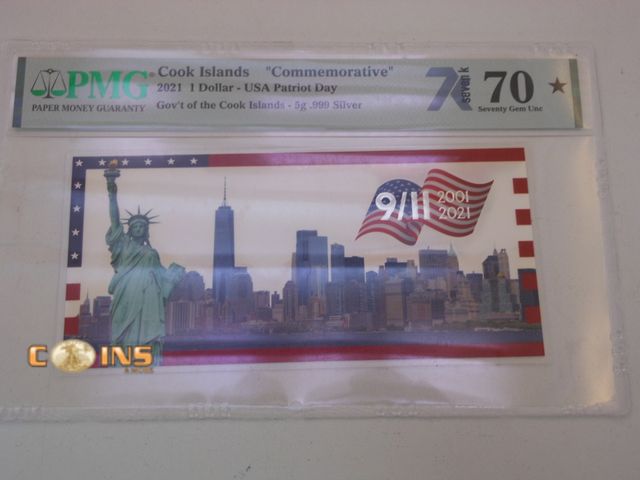 PMG
PAPER MONEY GUARANTY
Cook Islands "Commemorative"
2021 1 Dollar - USA Patriot Day
Gov't of the Cook Islands - 5g .999 Silver
7k seven k
70 ★
Seventy Gem Unc
9/11 2001
2021
COINS
& MORE